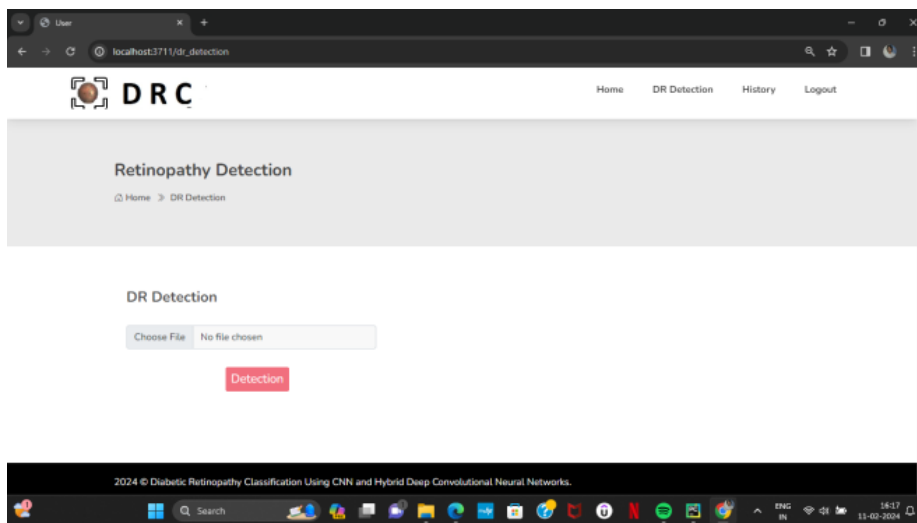 User
localhost:3711/dr_detection
D R C
Home DR Detection History Logout
Retinopathy Detection
Home » DR Detection
DR Detection
Choose File No file chosen
Detection
2024 © Diabetic Retinopathy Classification Using CNN and Hybrid Deep Convolutional Neural Networks.
Search
ENG
IN
16:17
11-02-2024